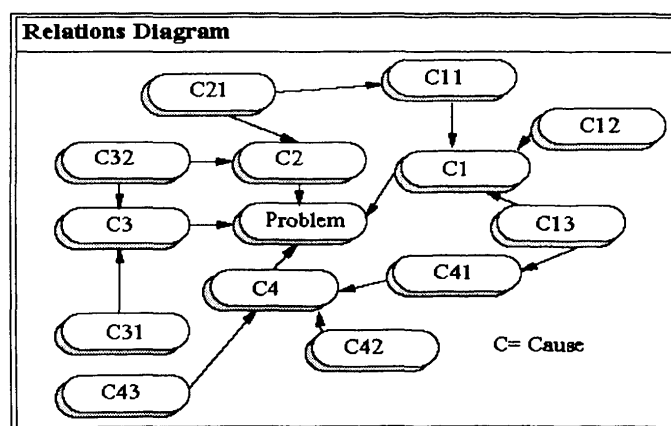 Relations Diagram
C21
C11
C12
C32
C2
C1
C3
Problem
C13
C4
C41
C31
C42
C= Cause
C43